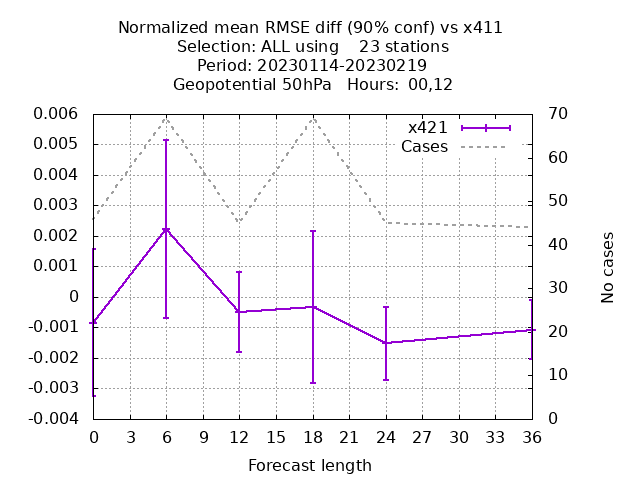 Normalized mean RMSE diff (90% conf) vs x411
Selection: ALL using    23 stations
Period: 20230114-20230219
Geopotential 50hPa   Hours:  00,12
0.006
0.005
0.004
0.003
0.002
0.001
0
-0.001
-0.002
-0.003
-0.004
x421
Cases
70
60
50
40
30
20
10
0
No cases
0 3 6 9 12 15 18 21 24 27 30 33 36
Forecast length